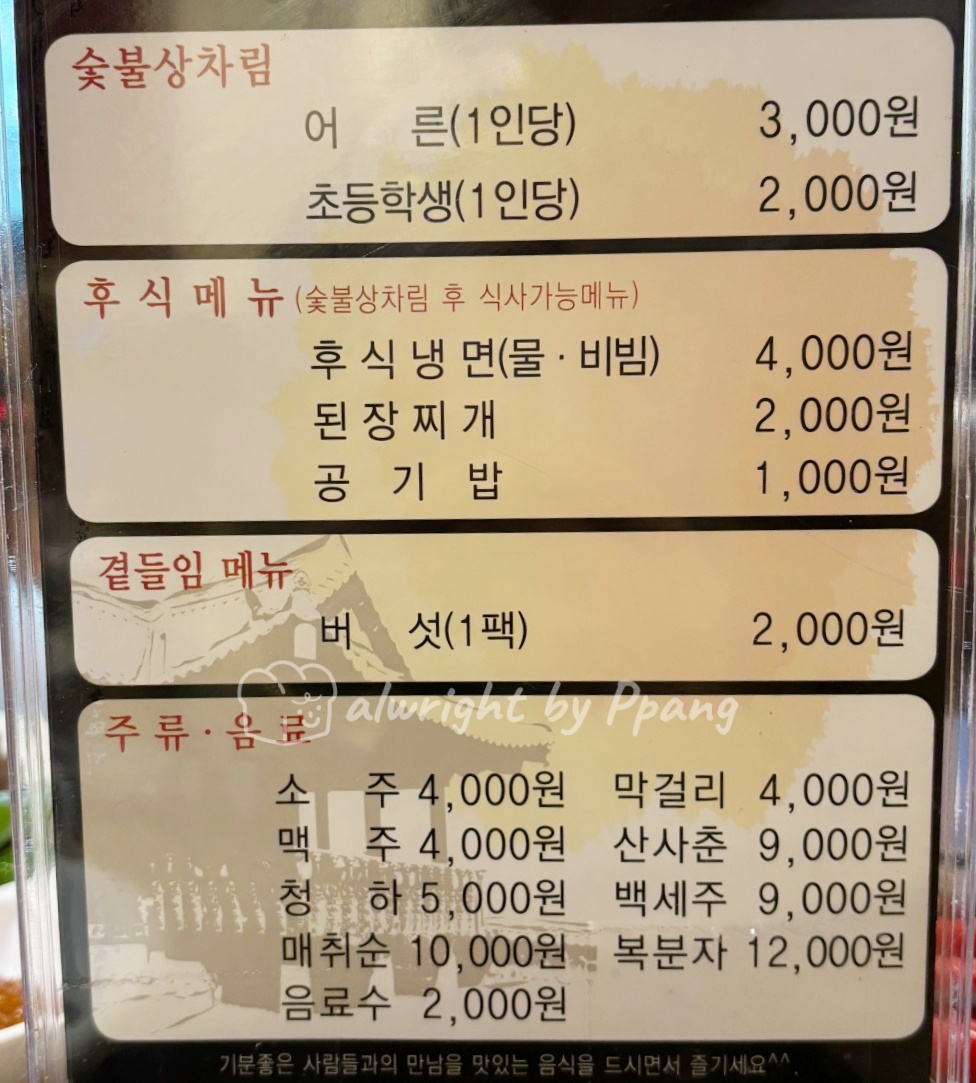 숯불상차림
어 른(1인당) 3,000원
초등학생(1인당) 2,000원
후 식 메 뉴 (숯불상차림 후 식사가능메뉴)
후 식 냉 면(물 · 비빔) 4,000원
된 장 찌 개 2,000원
공 기 밥 1,000원
곁들임 메뉴
버 섯(1팩) 2,000원
alwright by Ppang
주 류 · 음 료
소 주 4,000원 막걸리 4,000원
맥 주 4,000원 산사춘 9,000원
청 하 5,000원 백세주 9,000원
매취순 10,000원 복분자 12,000원
음료수 2,000원
기분좋은 사람들과의 만남을 맛있는 음식을 드시면서 즐기세요^^.